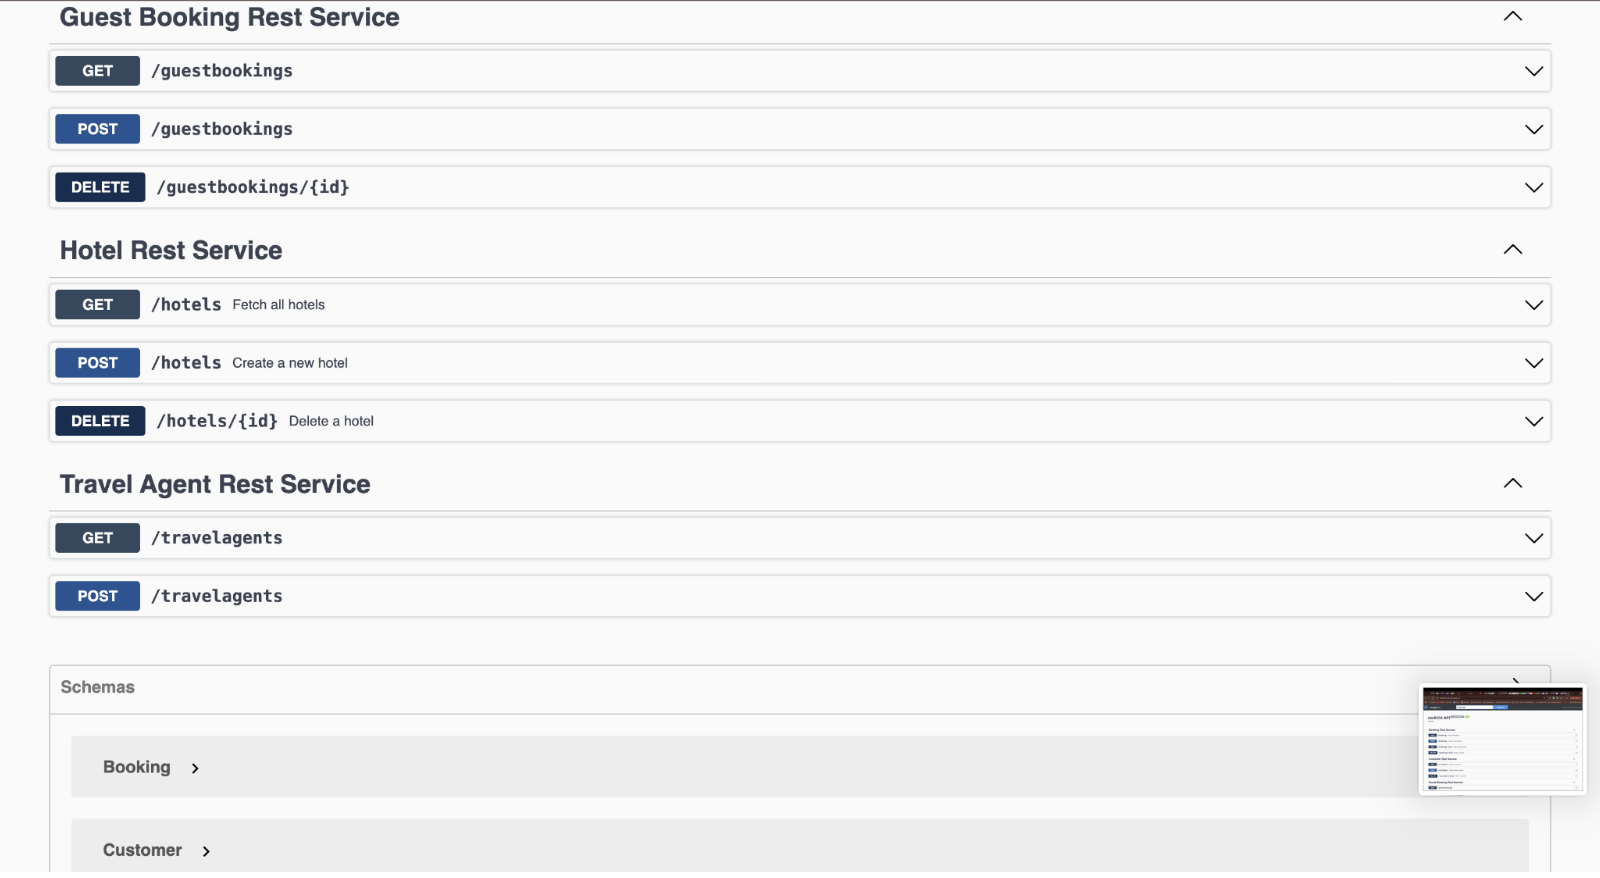 Guest Booking Rest Service
GET /guestbookings
POST /guestbookings
DELETE /guestbookings/{id}
Hotel Rest Service
GET /hotels Fetch all hotels
POST /hotels Create a new hotel
DELETE /hotels/{id} Delete a hotel
Travel Agent Rest Service
GET /travelagents
POST /travelagents
Schemas
Booking
Customer